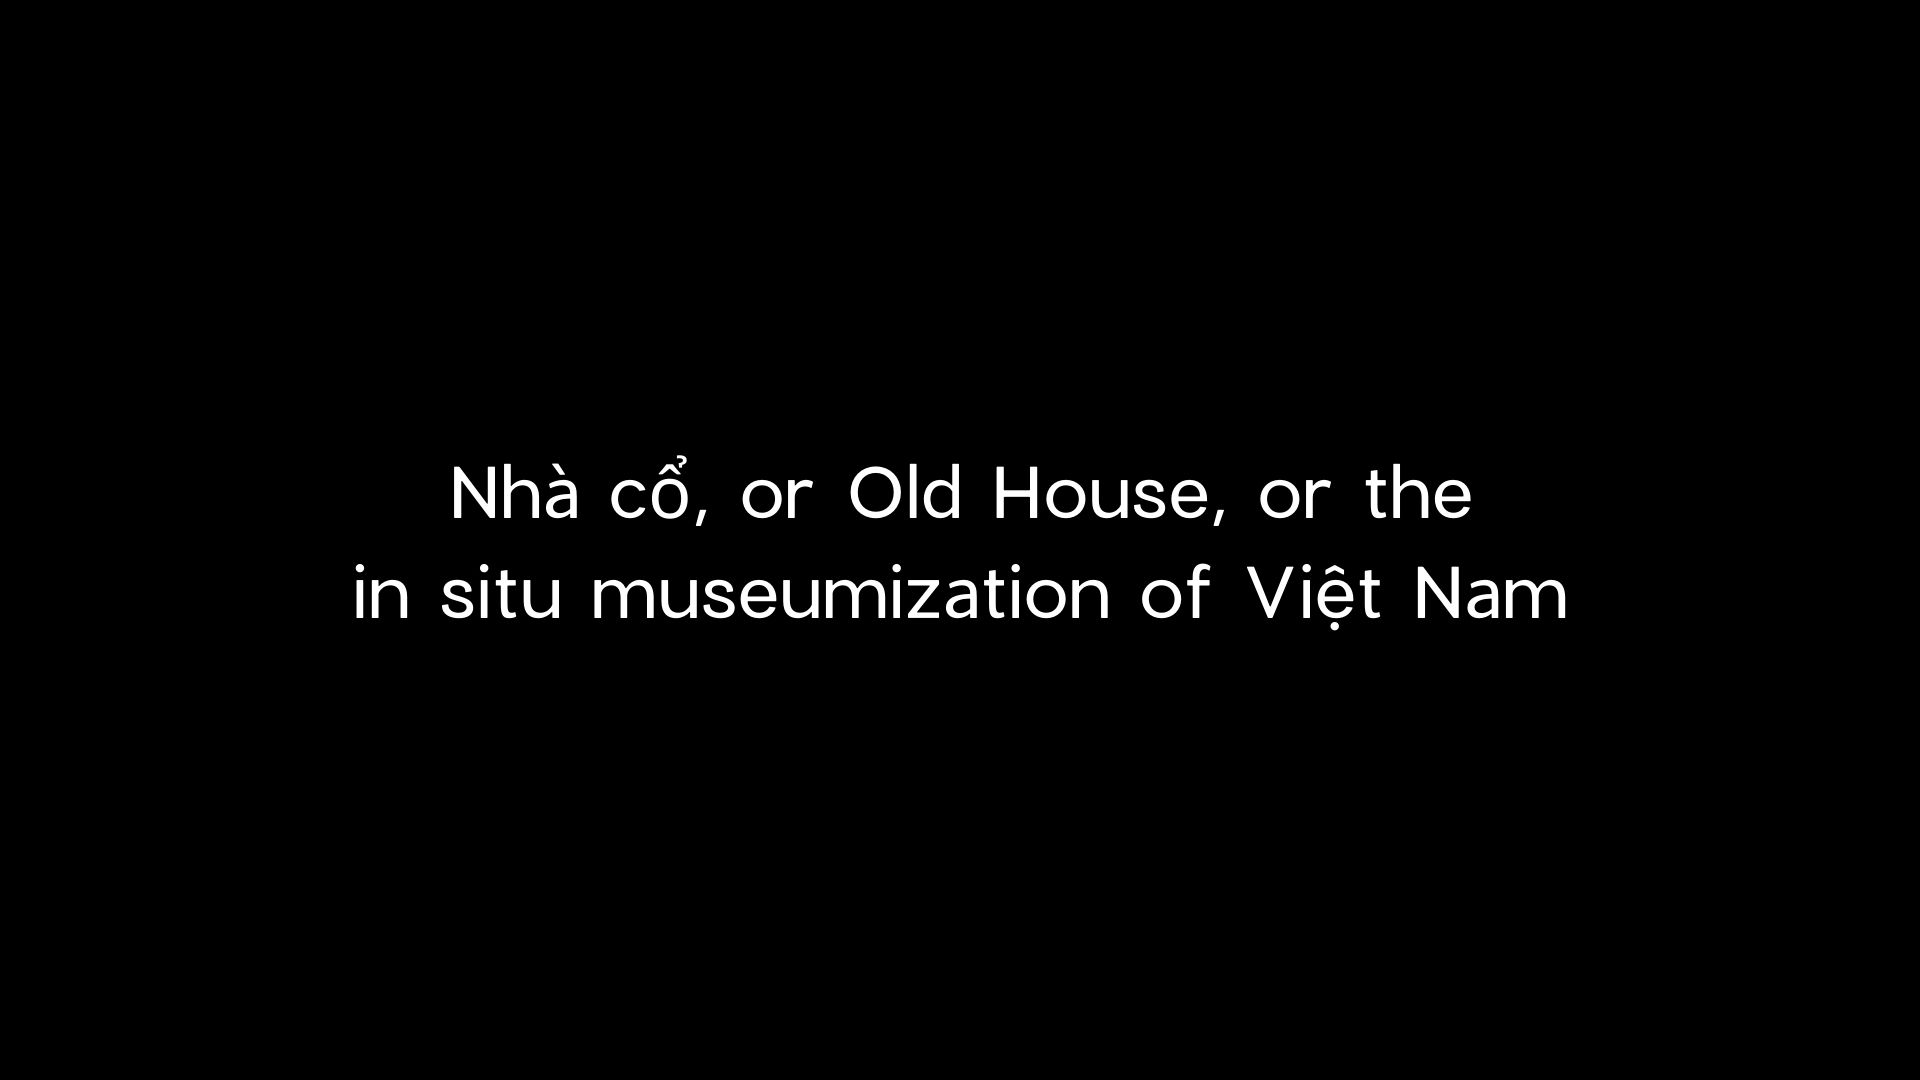 Nhà cổ, or Old House, or the
in situ museumization of Việt Nam